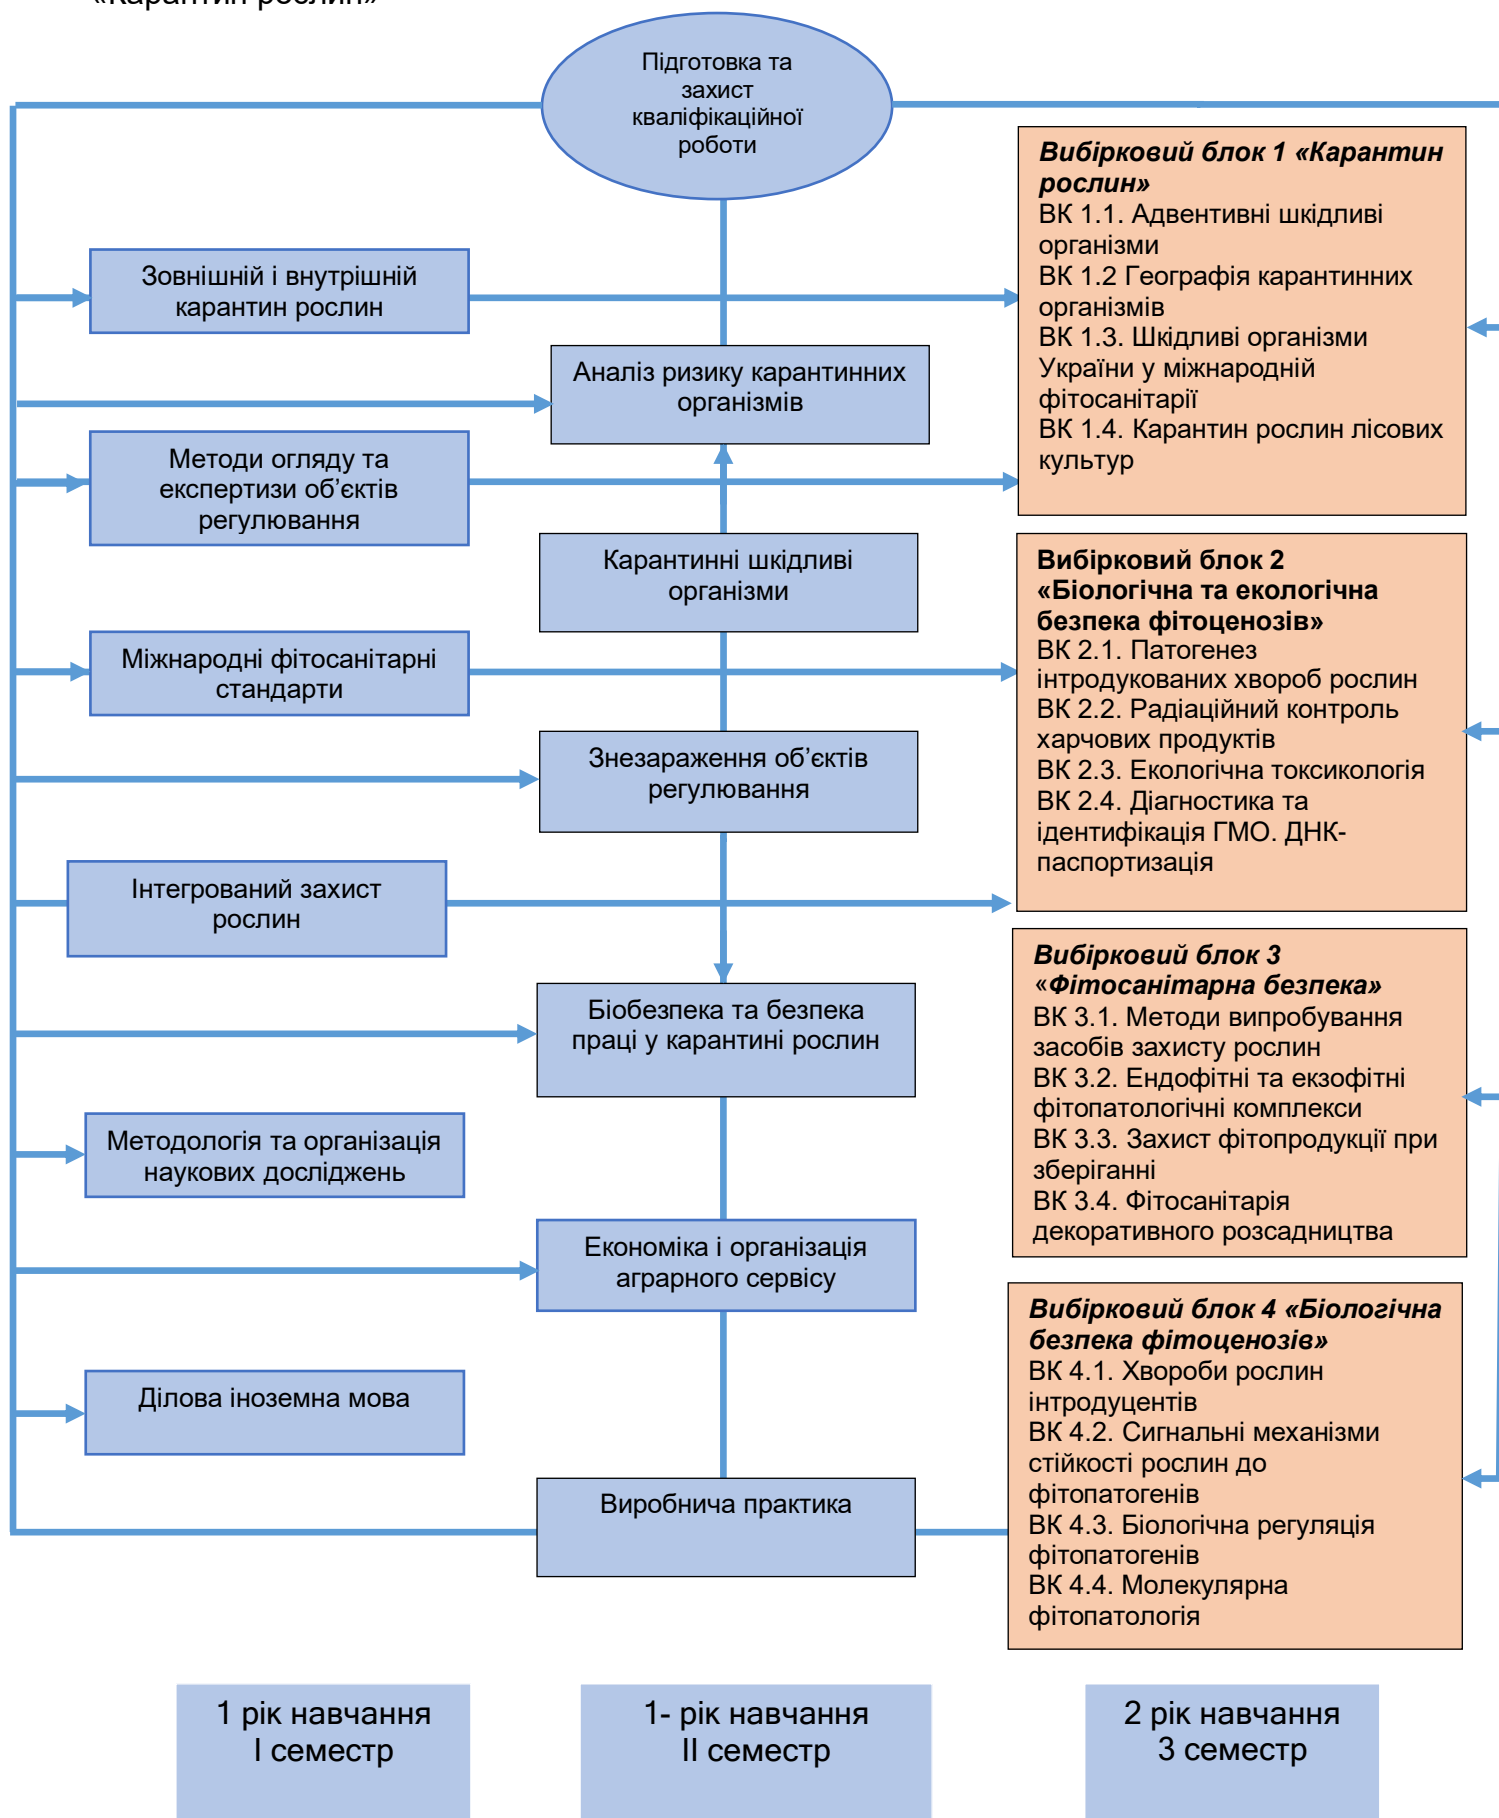 «Карантин рослин»
Підготовка та
захист
кваліфікаційної
роботи
Зовнішній і внутрішній
карантин рослин
Методи огляду та
експертизи об’єктів
регулювання
Міжнародні фітосанітарні
стандарти
Інтегрований захист
рослин
Методологія та організація
наукових досліджень
Ділова іноземна мова
Аналіз ризику карантинних
організмів
Карантинні шкідливі
організми
Знезараження об’єктів
регулювання
Біобезпека та безпека
праці у карантині рослин
Економіка і організація
аграрного сервісу
Виробнича практика
Вибірковий блок 1 «Карантин
рослин»
ВК 1.1. Адвентивні шкідливі
організми
ВК 1.2 Географія карантинних
організмів
ВК 1.3. Шкідливі організми
України у міжнародній
фітосанітарії
ВК 1.4. Карантин рослин лісових
культур
Вибірковий блок 2
«Біологічна та екологічна
безпека фітоценозів»
ВК 2.1. Патогенез
інтродукованих хвороб рослин
ВК 2.2. Радіаційний контроль
харчових продуктів
ВК 2.3. Екологічна токсикологія
ВК 2.4. Діагностика та
ідентифікація ГМО. ДНК-
паспортизація
Вибірковий блок 3
«Фітосанітарна безпека»
ВК 3.1. Методи випробування
засобів захисту рослин
ВК 3.2. Ендофітні та екзофітні
фітопатологічні комплекси
ВК 3.3. Захист фітопродукції при
зберіганні
ВК 3.4. Фітосанітарія
декоративного розсадництва
Вибірковий блок 4 «Біологічна
безпека фітоценозів»
ВК 4.1. Хвороби рослин
інтродуцентів
ВК 4.2. Сигнальні механізми
стійкості рослин до
фітопатогенів
ВК 4.3. Біологічна регуляція
фітопатогенів
ВК 4.4. Молекулярна
фітопатологія
1 рік навчання
І семестр
1- рік навчання
ІІ семестр
2 рік навчання
3 семестр